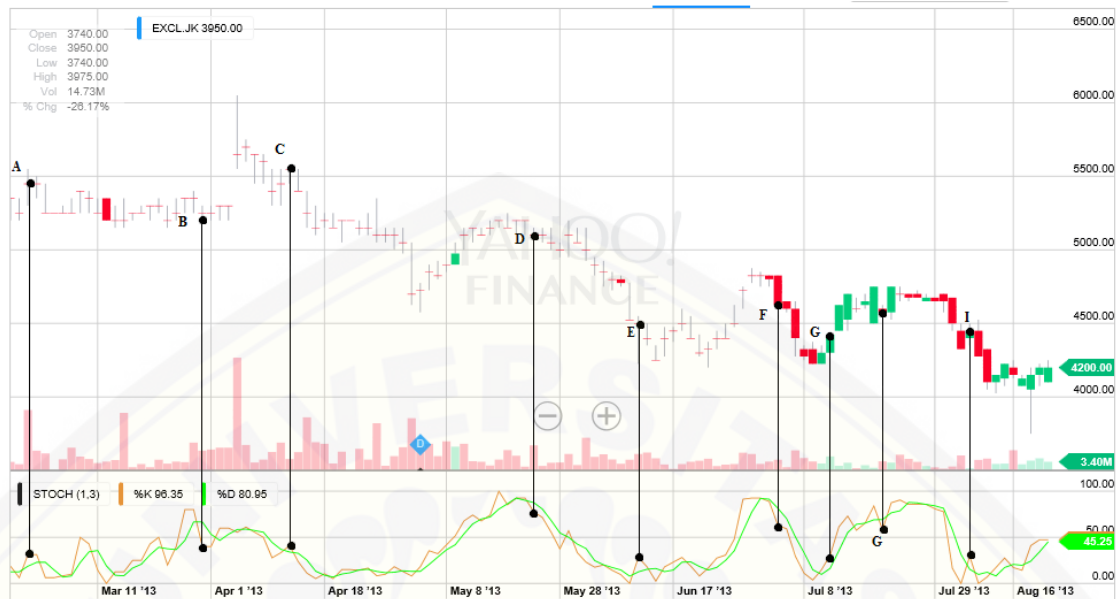 Open 3740.00
Close 3950.00
Low 3740.00
High 3975.00
Vol 14.73M
% Chg -26.17%
EXCL.JK 3950.00
6500.00
6000.00
5500.00
5000.00
4500.00
4200.00
4000.00
3.40M
A
B
C
D
E
F
G
I
YAHOO!
FINANCE
UNIVERSITAS
D
STOCH (1,3)
%K 96.35
%D 80.95
G
100.00
50.00
45.25
0.00
Mar 11 '13
Apr 1 '13
Apr 18 '13
May 8 '13
May 28 '13
Jun 17 '13
Jul 8 '13
Jul 29 '13
Aug 16 '13